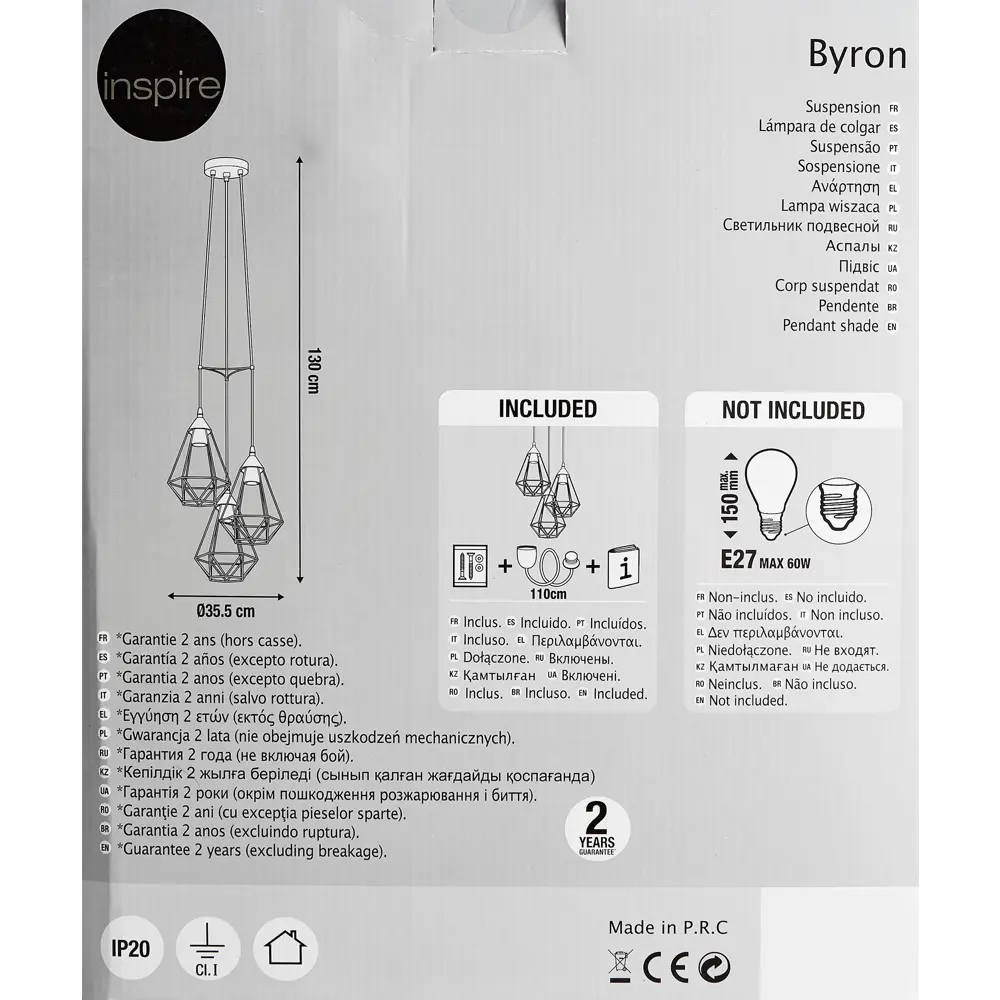 inspire
Byron
Suspension FR
Lámpara de colgar ES
Suspensão PT
Sospensione IT
Ανάρτηση EL
Lampa wiszaca PL
Светильник подвесной RU
Аспалы KZ
Підвіс UA
Corp suspendat RO
Pendente BR
Pendant shade EN
130 cm
Ø35.5 cm
INCLUDED
110cm
FR Inclus. ES Incluido. PT Incluídos.
IT Incluso. EL Περιλαμβάνονται.
PL Dołączone. RU Включены.
KZ Қамтылған UA Включені.
RO Inclus. BR Incluso. EN Included.
NOT INCLUDED
150 max. mm
E27 MAX 60W
FR Non-inclus. ES No incluido.
PT Não incluídos. IT Non incluso.
EL Δεν περιλαμβάνονται.
PL Niedołączone. RU Не входят.
KZ Қамтылмаған UA Не додається.
RO Neinclus. BR Não incluso.
EN Not included.
FR *Garantie 2 ans (hors casse).
ES *Garantía 2 años (excepto rotura).
PT *Garantia 2 anos (excepto quebra).
IT *Garanzia 2 anni (salvo rottura).
EL *Εγγύηση 2 ετών (εκτός θραύσης).
PL *Gwarancja 2 lata (nie obejmuje uszkodzeń mechanicznych).
RU *Гарантия 2 года (не включая бой).
KZ *Кепілдік 2 жылға беріледі (сынып қалған жағдайды қоспағанда)
UA *Гарантія 2 роки (окрім пошкодження розжарювання і биття).
RO *Garanție 2 ani (cu excepția pieselor sparte).
BR *Garantia 2 anos (excluindo ruptura).
EN *Guarantee 2 years (excluding breakage).
2
YEARS
GUARANTEE*
IP20
Cl. I
Made in P.R.C
CE